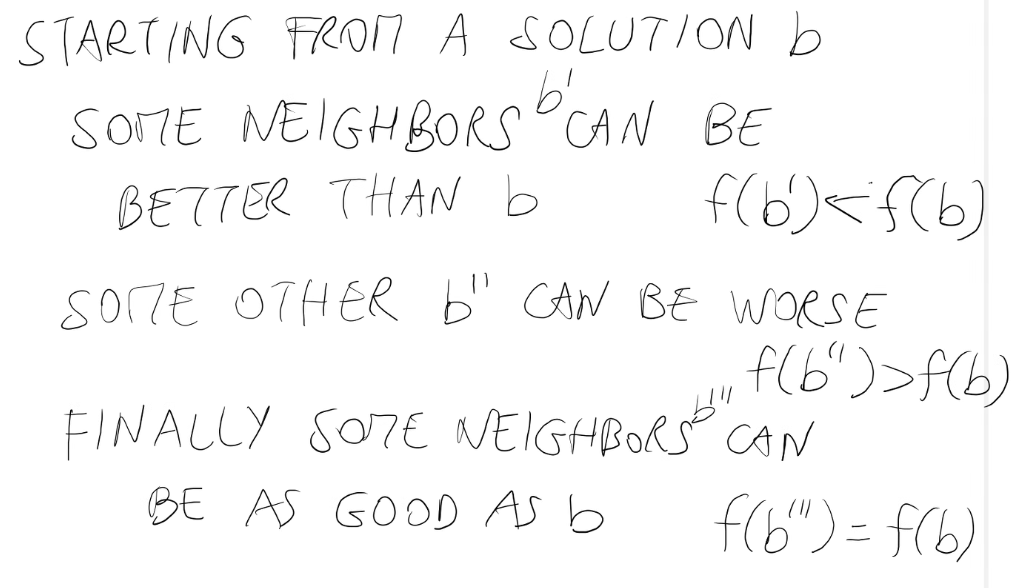 STARTING FROM A SOLUTION b
SOME NEIGHBORS b' CAN BE
BETTER THAN b f(b')<f(b)
SOME OTHER b'' CAN BE WORSE
f(b'')>f(b)
FINALLY SOME NEIGHBORS b''' CAN
BE AS GOOD AS b f(b''')=f(b)